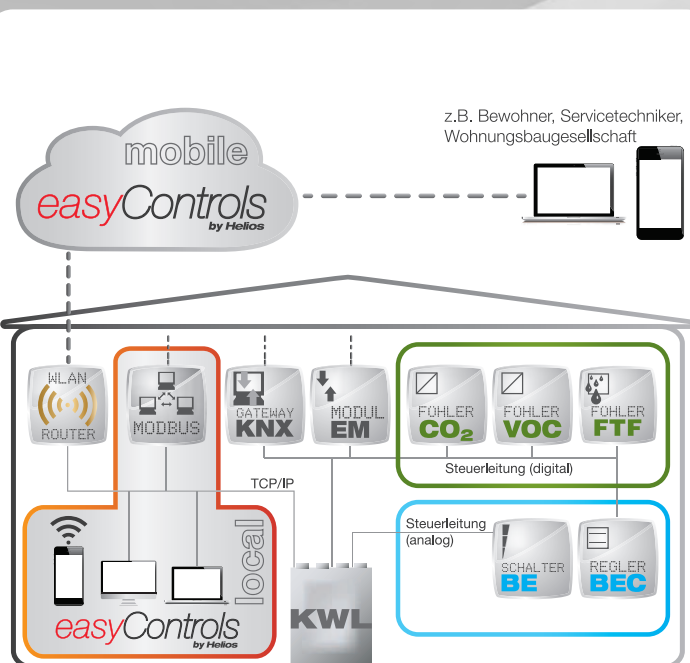 z.B. Bewohner, Servicetechniker,
Wohnungsbaugesellschaft
mobile
easyControls
by Helios
WLAN
ROUTER
MODBUS
GATEWAY
KNX
MODUL
EM
FÜHLER
CO₂
FÜHLER
VOC
FÜHLER
FTF
Steuerleitung (digital)
TCP/IP
local
easyControls
by Helios
KWL
Steuerleitung
(analog)
SCHALTER
BE
REGLER
BEC